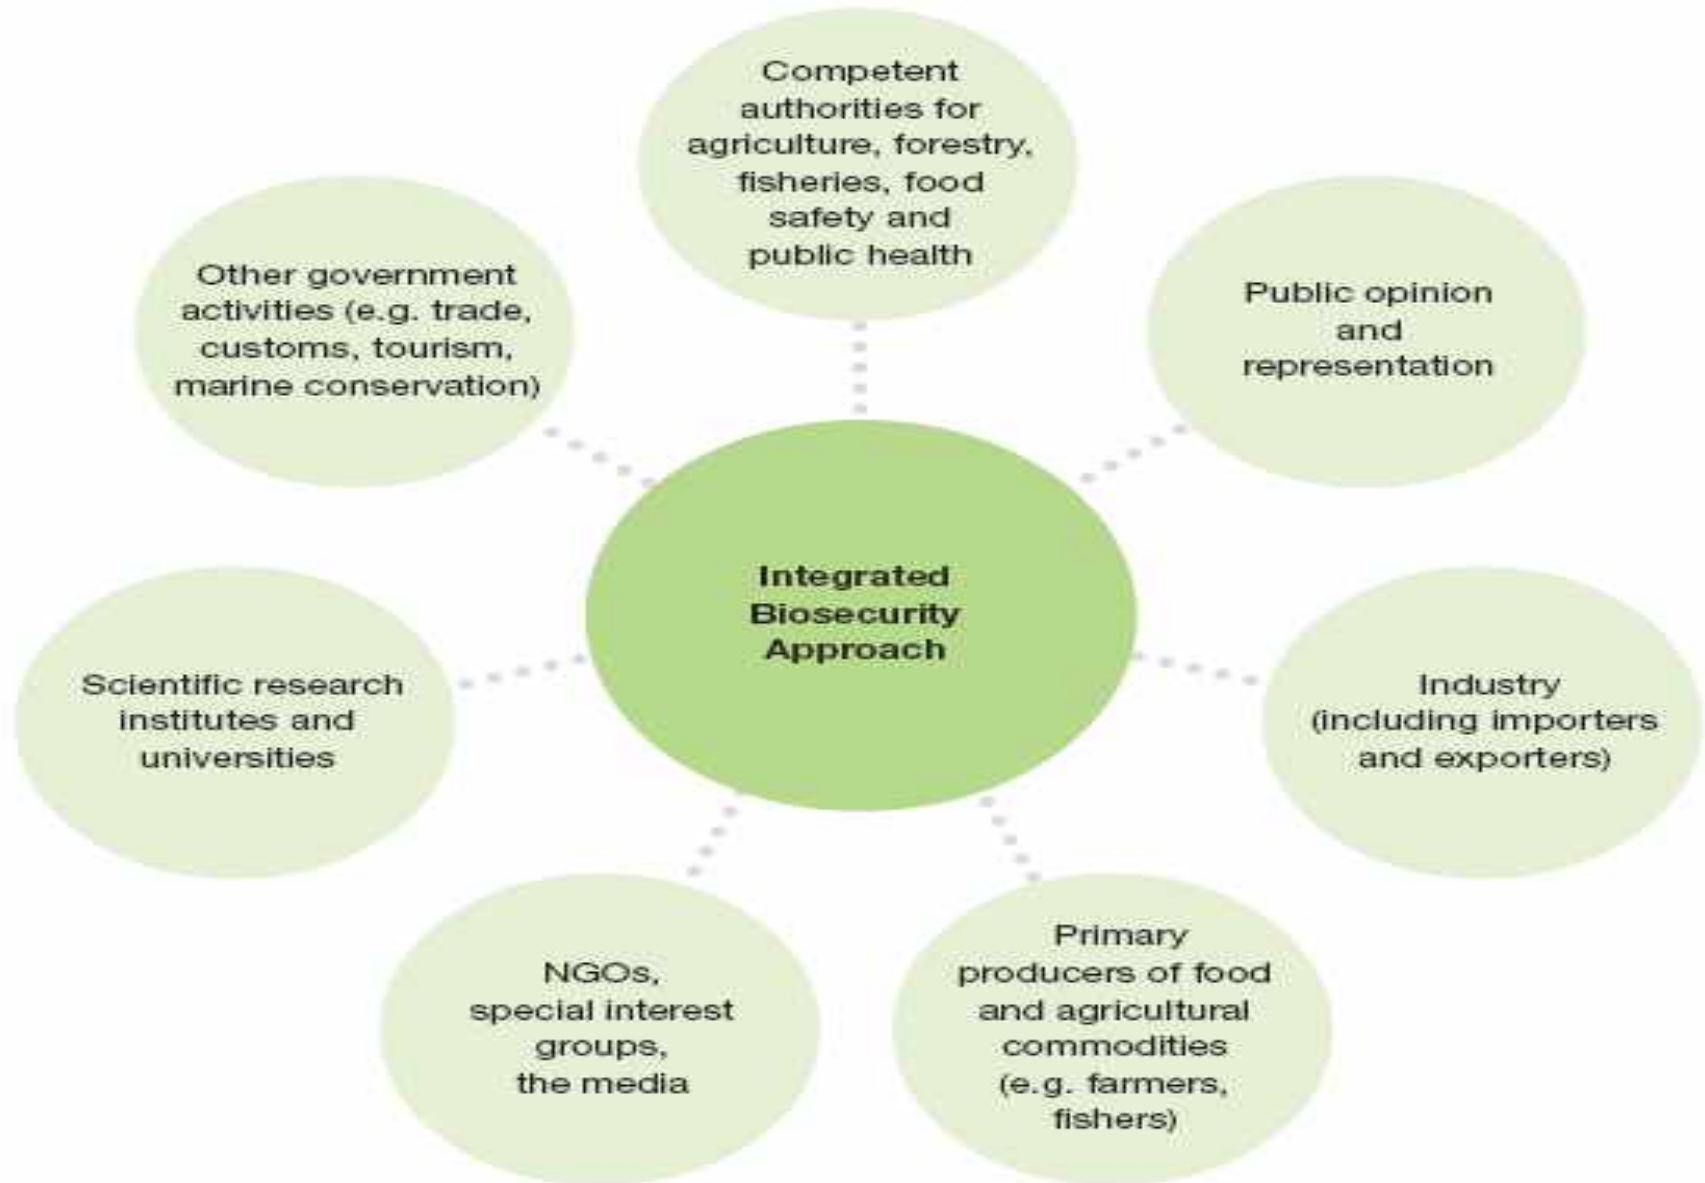 Competent
authorities for
agriculture, forestry,
fisheries, food
safety and
public health
Public opinion
and
representation
Industry
(including importers
and exporters)
Primary
producers of food
and agricultural
commodities
(e.g. farmers,
fishers)
NGOs,
special interest
groups,
the media
Scientific research
institutes and
universities
Other government
activities (e.g. trade,
customs, tourism,
marine conservation)
Integrated
Biosecurity
Approach